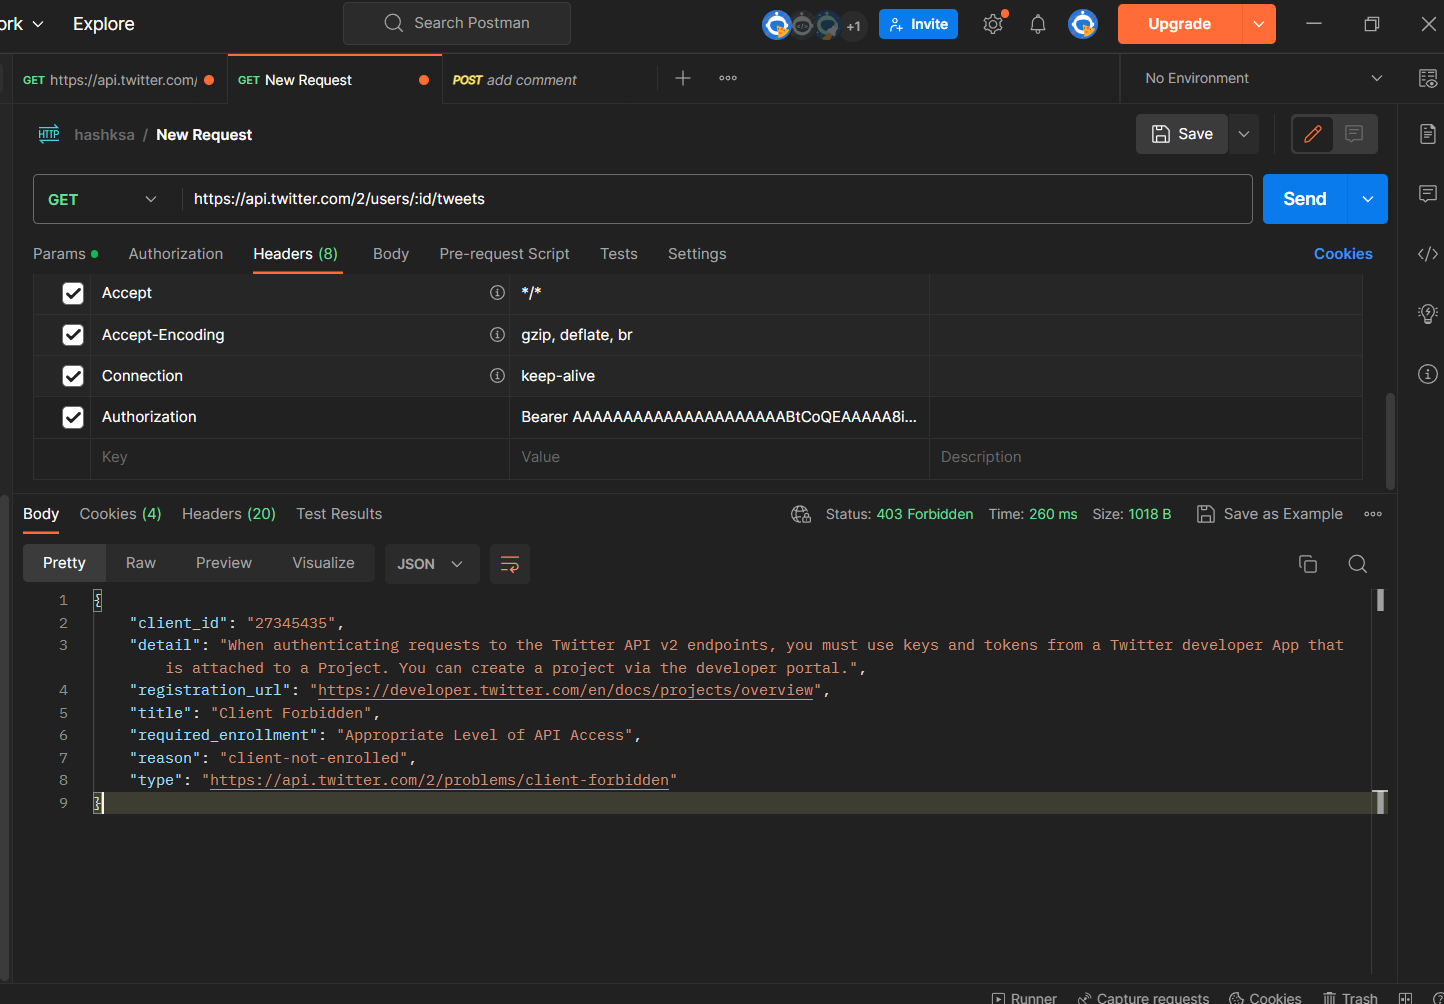 ork Explore Search Postman +1 Invite Upgrade
GET https://api.twitter.com/ GET New Request POST add comment No Environment
HTTP hashksa / New Request Save
GET https://api.twitter.com/2/users/:id/tweets Send
Params Authorization Headers (8) Body Pre-request Script Tests Settings Cookies
Accept */*
Accept-Encoding gzip, deflate, br
Connection keep-alive
Authorization Bearer AAAAAAAAAAAAAAAAAAAAABtCoQEAAAAA8i...
Key Value Description
Body Cookies (4) Headers (20) Test Results Status: 403 Forbidden Time: 260 ms Size: 1018 B Save as Example
Pretty Raw Preview Visualize JSON
1 {
2 "client_id": "27345435",
3 "detail": "When authenticating requests to the Twitter API v2 endpoints, you must use keys and tokens from a Twitter developer App that
is attached to a Project. You can create a project via the developer portal.",
4 "registration_url": "https://developer.twitter.com/en/docs/projects/overview",
5 "title": "Client Forbidden",
6 "required_enrollment": "Appropriate Level of API Access",
7 "reason": "client-not-enrolled",
8 "type": "https://api.twitter.com/2/problems/client-forbidden"
9 }
Runner Capture requests Cookies Trash